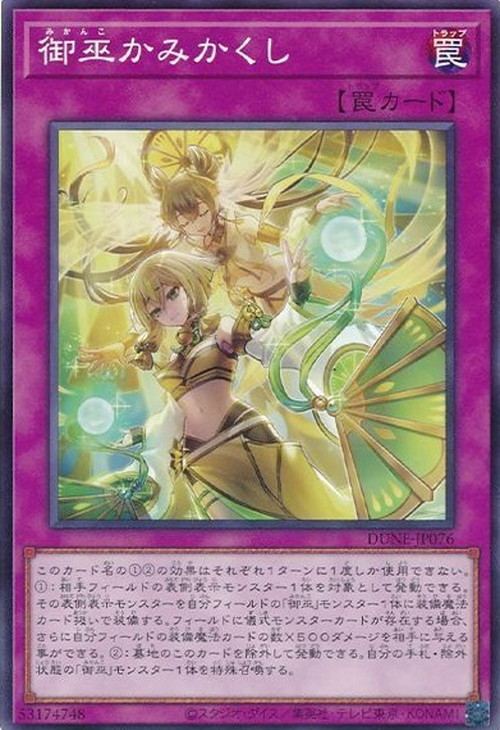 みかんこ
御巫かみかくし
トラップ
罠
トラップ
【罠カード】
DUNE-JP076
このカード名の①②の効果はそれぞれ1ターンに1度しか使用できない。
①:相手フィールドの表側表示モンスター1体を対象として発動できる。
その表側表示モンスターを自分フィールドの「御巫」モンスター1体に装備魔法
カード扱いで装備する。フィールドに儀式モンスターカードが存在する場合、
さらに自分フィールドの装備魔法カードの数×500ダメージを相手に与える
事ができる。②:墓地のこのカードを除外して発動できる。自分の手札・除外
状態の「御巫」モンスター1体を特殊召喚する。
53174748
©スタジオ・ダイス/集英社・テレビ東京・KONAMI